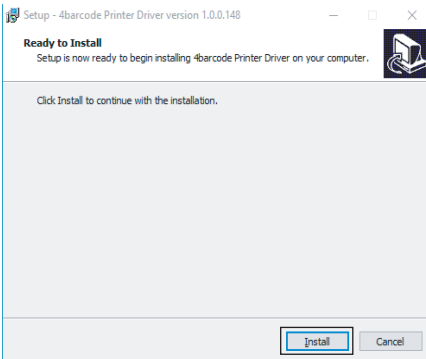 Setup - 4barcode Printer Driver version 1.0.0.148
Ready to Install
Setup is now ready to begin installing 4barcode Printer Driver on your computer.
Click Install to continue with the installation.
Install
Cancel